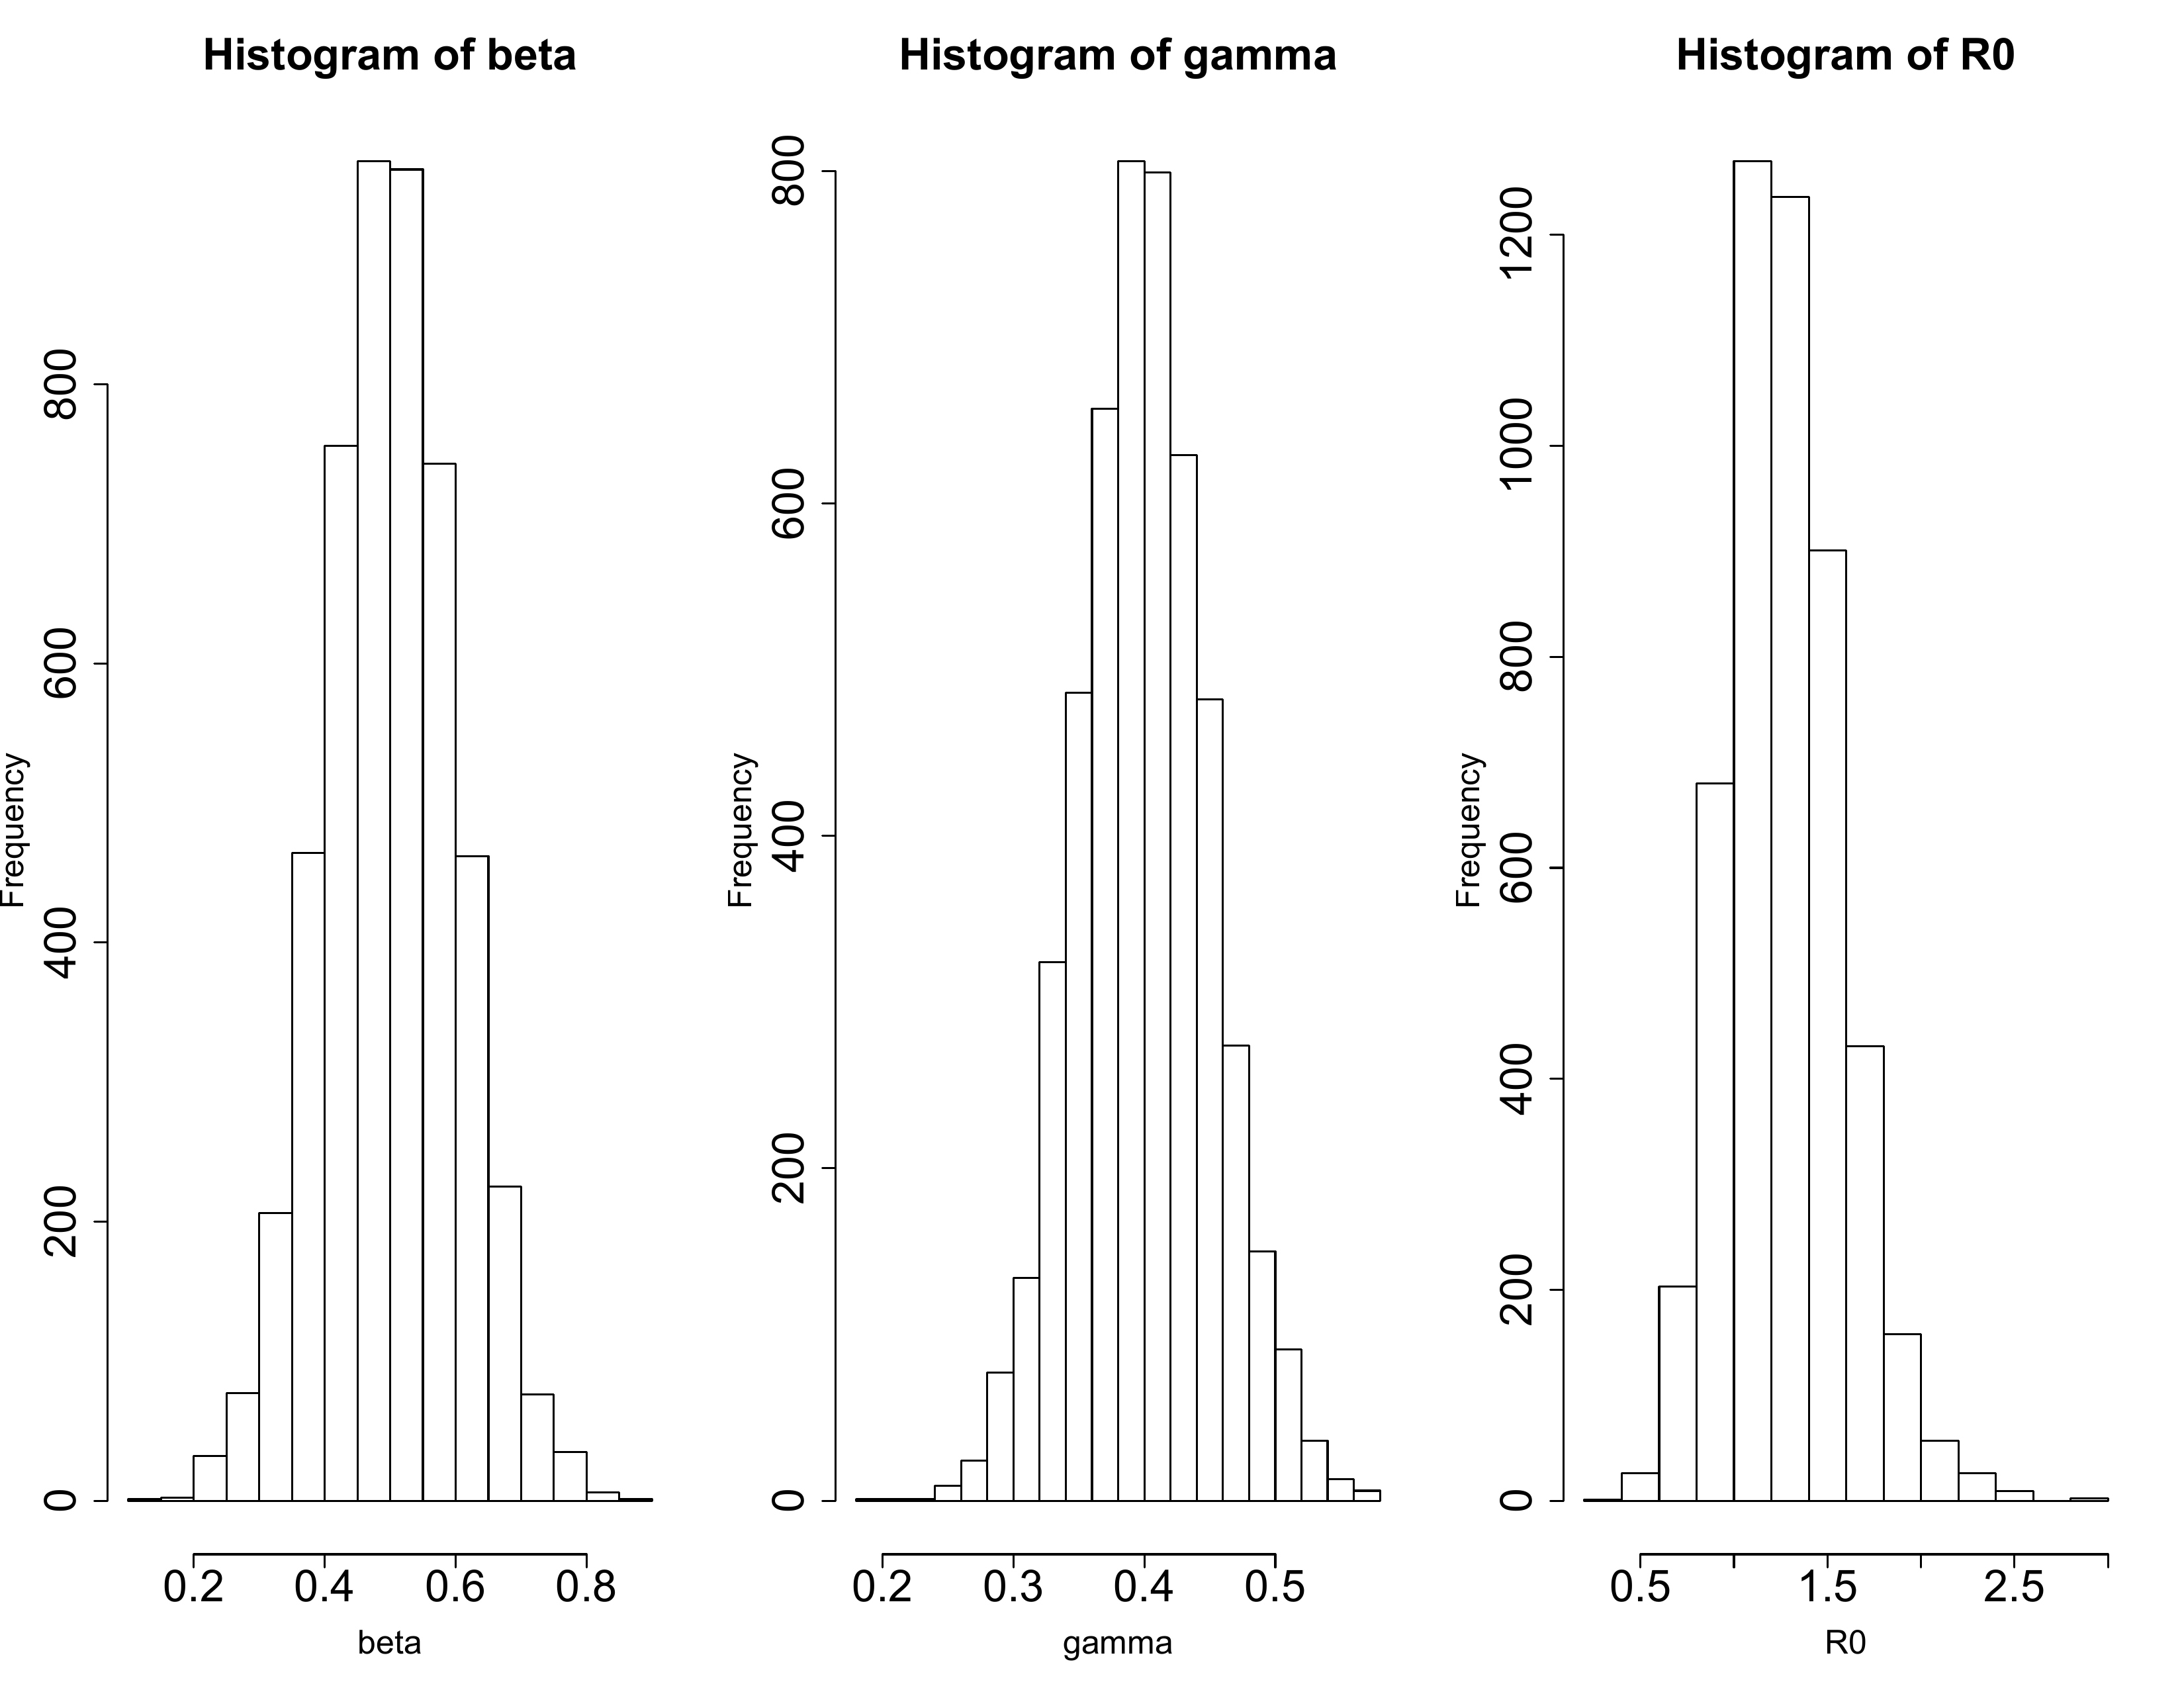 Histogram of beta
Frequency
0
200
400
600
800
0.2 0.4 0.6 0.8
beta
Histogram of gamma
Frequency
0
200
400
600
800
0.2 0.3 0.4 0.5
gamma
Histogram of R0
Frequency
0
200
400
600
800
1000
1200
0.5 1.5 2.5
R0